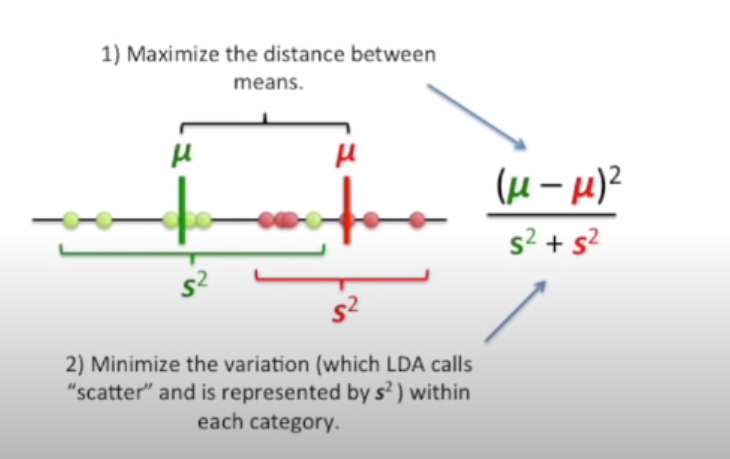 1) Maximize the distance between
means.
μ
μ
(μ – μ)²
s² + s²
s²
s²
2) Minimize the variation (which LDA calls
“scatter” and is represented by s² ) within
each category.